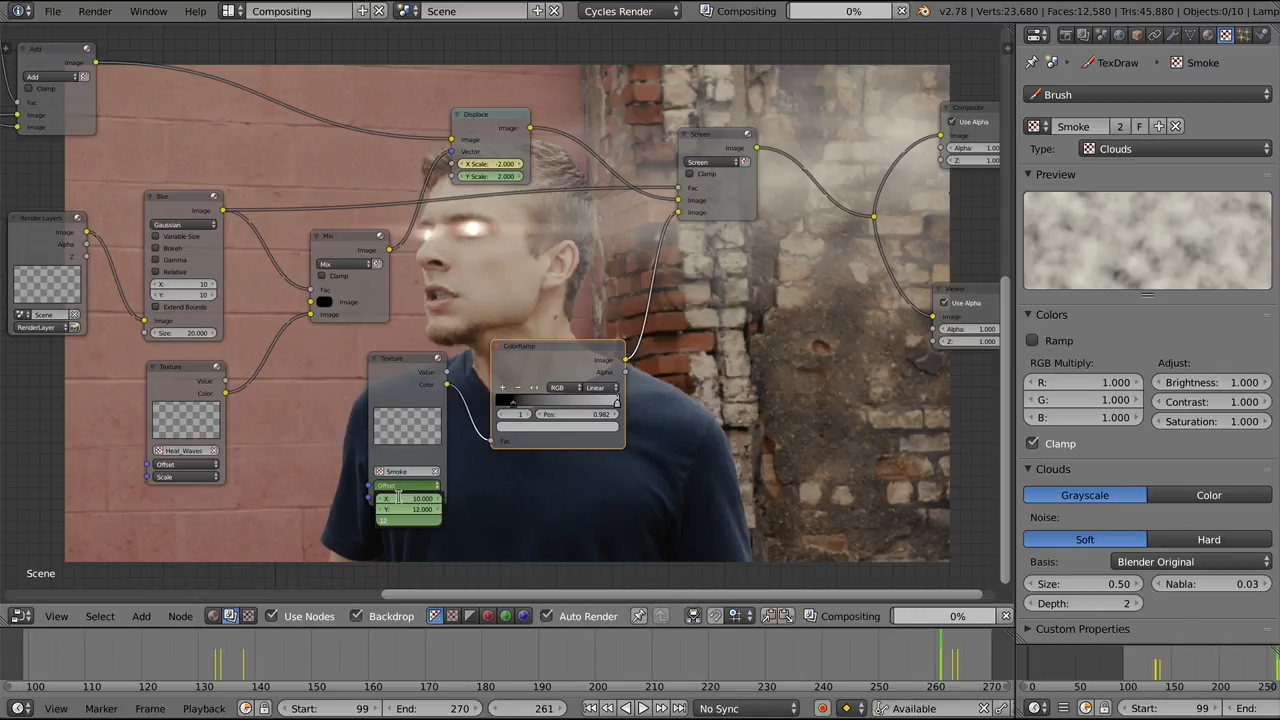 File Render Window Help Compositing Scene Cycles Render Compositing 0% v2.78 | Verts:23,680 | Faces:12,580 | Tris:45,880 | Objects:0/10 | Lamp
Add
Image
Add
Clamp
Fac
Image
Image
Displace
Image
Image
Vector
X Scale: -2.000
Y Scale: 2.000
Screen
Image
Screen
Clamp
Fac
Image
Image
Composite
Use Alpha
Image
Alpha: 1.00
Z: 1.00
Render Layers
Image
Alpha
Z
Scene
RenderLayer
Blur
Image
Gaussian
Variable Size
Bokeh
Gamma
Relative
X: 10
Y: 10
Extend Bounds
Image
Size: 20.000
Mix
Image
Mix
Clamp
Fac
Image
Image
Viewer
Use Alpha
Image
Alpha: 1.000
Z: 1.000
Texture
Value
Color
Heat_Waves
Offset
Scale
Texture
Value
Color
Smoke
Offset
X: 10.000
Y: 12.000
12
ColorRamp
Image
Alpha
+ − RGB Linear
1 Pos: 0.982
Fac
Scene
View Select Add Node Use Nodes Backdrop Auto Render Compositing 0%
100 110 120 130 140 150 160 170 180 190 200 210 220 230 240 250 260 270
View Marker Frame Playback Start: 99 End: 270 261 No Sync Available
TexDraw Smoke
Brush
Smoke 2 F
Type: Clouds
Preview
Colors
Ramp
RGB Multiply: Adjust:
R: 1.000 Brightness: 1.000
G: 1.000 Contrast: 1.000
B: 1.000 Saturation: 1.000
Clamp
Clouds
Grayscale Color
Noise:
Soft Hard
Basis: Blender Original
Size: 0.50 Nabla: 0.03
Depth: 2
Custom Properties
0 50 100 150 200 250
Start: 99